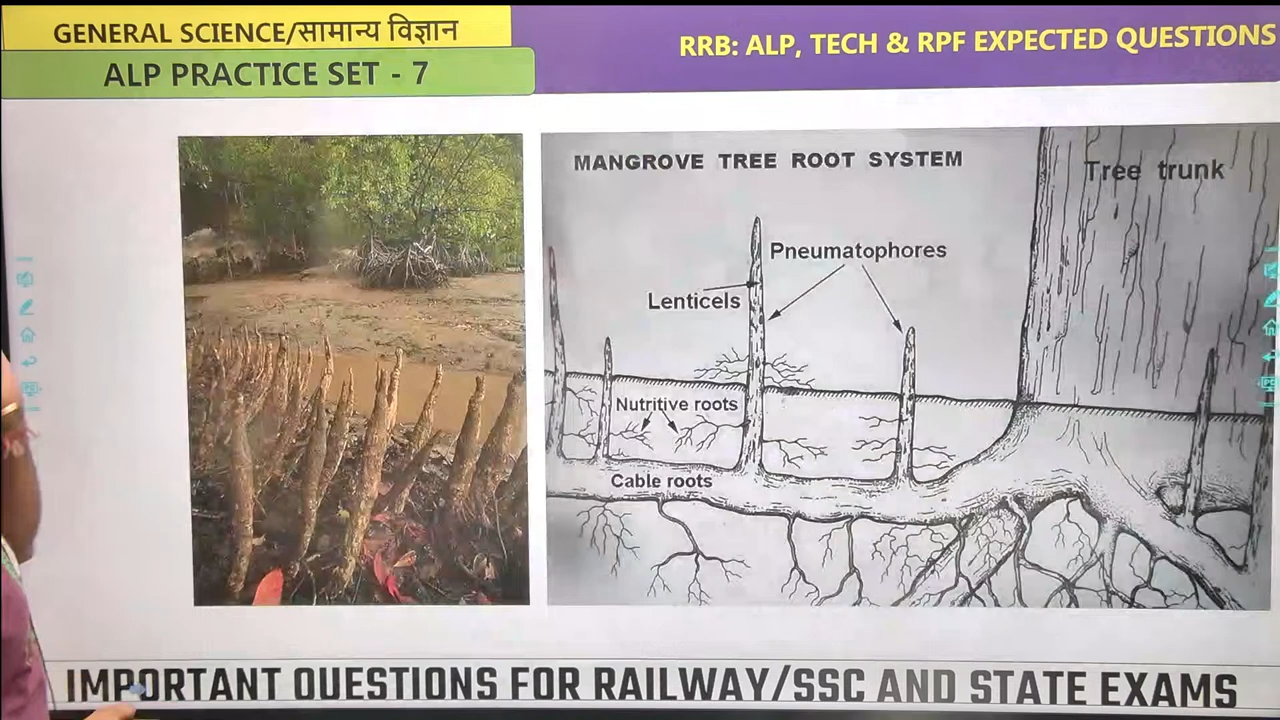 GENERAL SCIENCE/सामान्य विज्ञान
ALP PRACTICE SET - 7
RRB: ALP, TECH & RPF EXPECTED QUESTIONS
MANGROVE TREE ROOT SYSTEM
Tree trunk
Pneumatophores
Lenticels
Nutritive roots
Cable roots
IMPORTANT QUESTIONS FOR RAILWAY/SSC AND STATE EXAMS